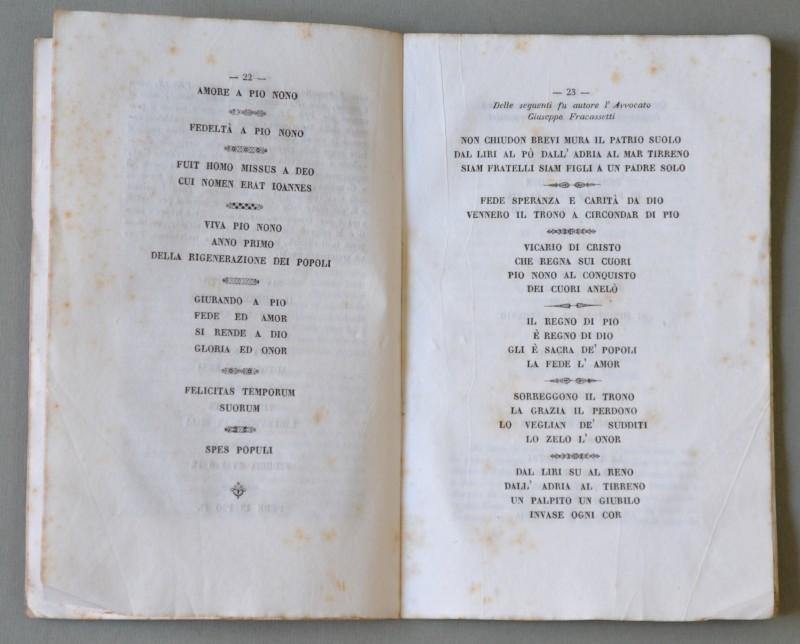 — 22 —
AMORE A PIO NONO
FEDELTÀ A PIO NONO
FUIT HOMO MISSUS A DEO
CUI NOMEN ERAT IOANNES
VIVA PIO NONO
ANNO PRIMO
DELLA RIGENERAZIONE DEI POPOLI
GIURANDO A PIO
FEDE ED AMOR
SI RENDE A DIO
GLORIA ED ONOR
FELICITAS TEMPORUM
SUORUM
SPES POPULI
— 23 —
Delle seguenti fu autore l' Avvocato
Giuseppe Fracassetti
NON CHIUDON BREVI MURA IL PATRIO SUOLO
DAL LIRI AL PÒ DALL' ADRIA AL MAR TIRRENO
SIAM FRATELLI SIAM FIGLI A UN PADRE SOLO
FEDE SPERANZA E CARITÀ DA DIO
VENNERO IL TRONO A CIRCONDAR DI PIO
VICARIO DI CRISTO
CHE REGNA SUI CUORI
PIO NONO AL CONQUISTO
DEI CUORI ANELÒ
IL REGNO DI PIO
È REGNO DI DIO
GLI È SACRA DE' POPOLI
LA FEDE L' AMOR
SORREGGONO IL TRONO
LA GRAZIA IL PERDONO
LO VEGLIAN DE' SUDDITI
LO ZELO L' ONOR
DAL LIRI SU AL RENO
DALL' ADRIA AL TIRRENO
UN PALPITO UN GIUBILO
INVASE OGNI COR